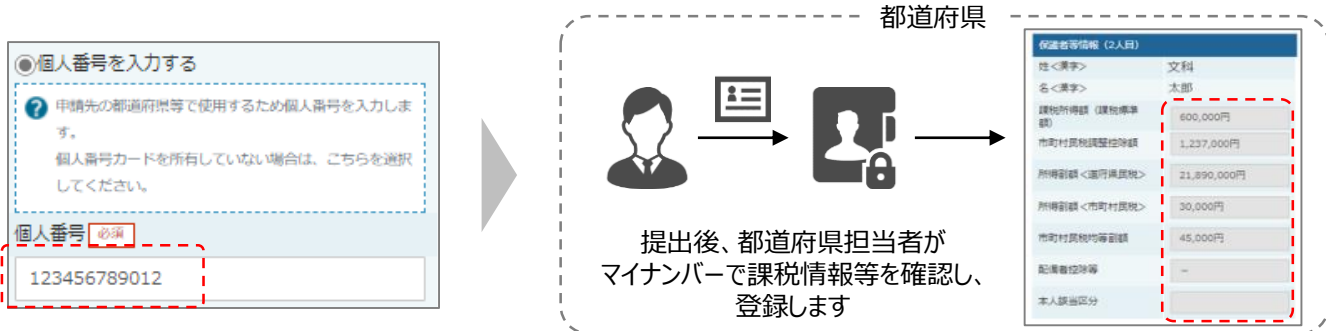 都道府県
◉個人番号を入力する
申請先の都道府県等で使用するため個人番号を入力しま
す。
個人番号カードを所有していない場合は、こちらを選択
してください。
個人番号 必須
123456789012
提出後、都道府県担当者が
マイナンバーで課税情報等を確認し、
登録します
保護者等情報（2人目）
姓<漢字> 文科
名<漢字> 太郎
課税所得額（課税標準
額） 600,000円
市町村民税調整控除額 1,237,000円
所得割額<道府県民税> 21,890,000円
所得割額<市町村民税> 30,000円
市町村民税均等割額 45,000円
配偶者控除等 －
本人該当区分